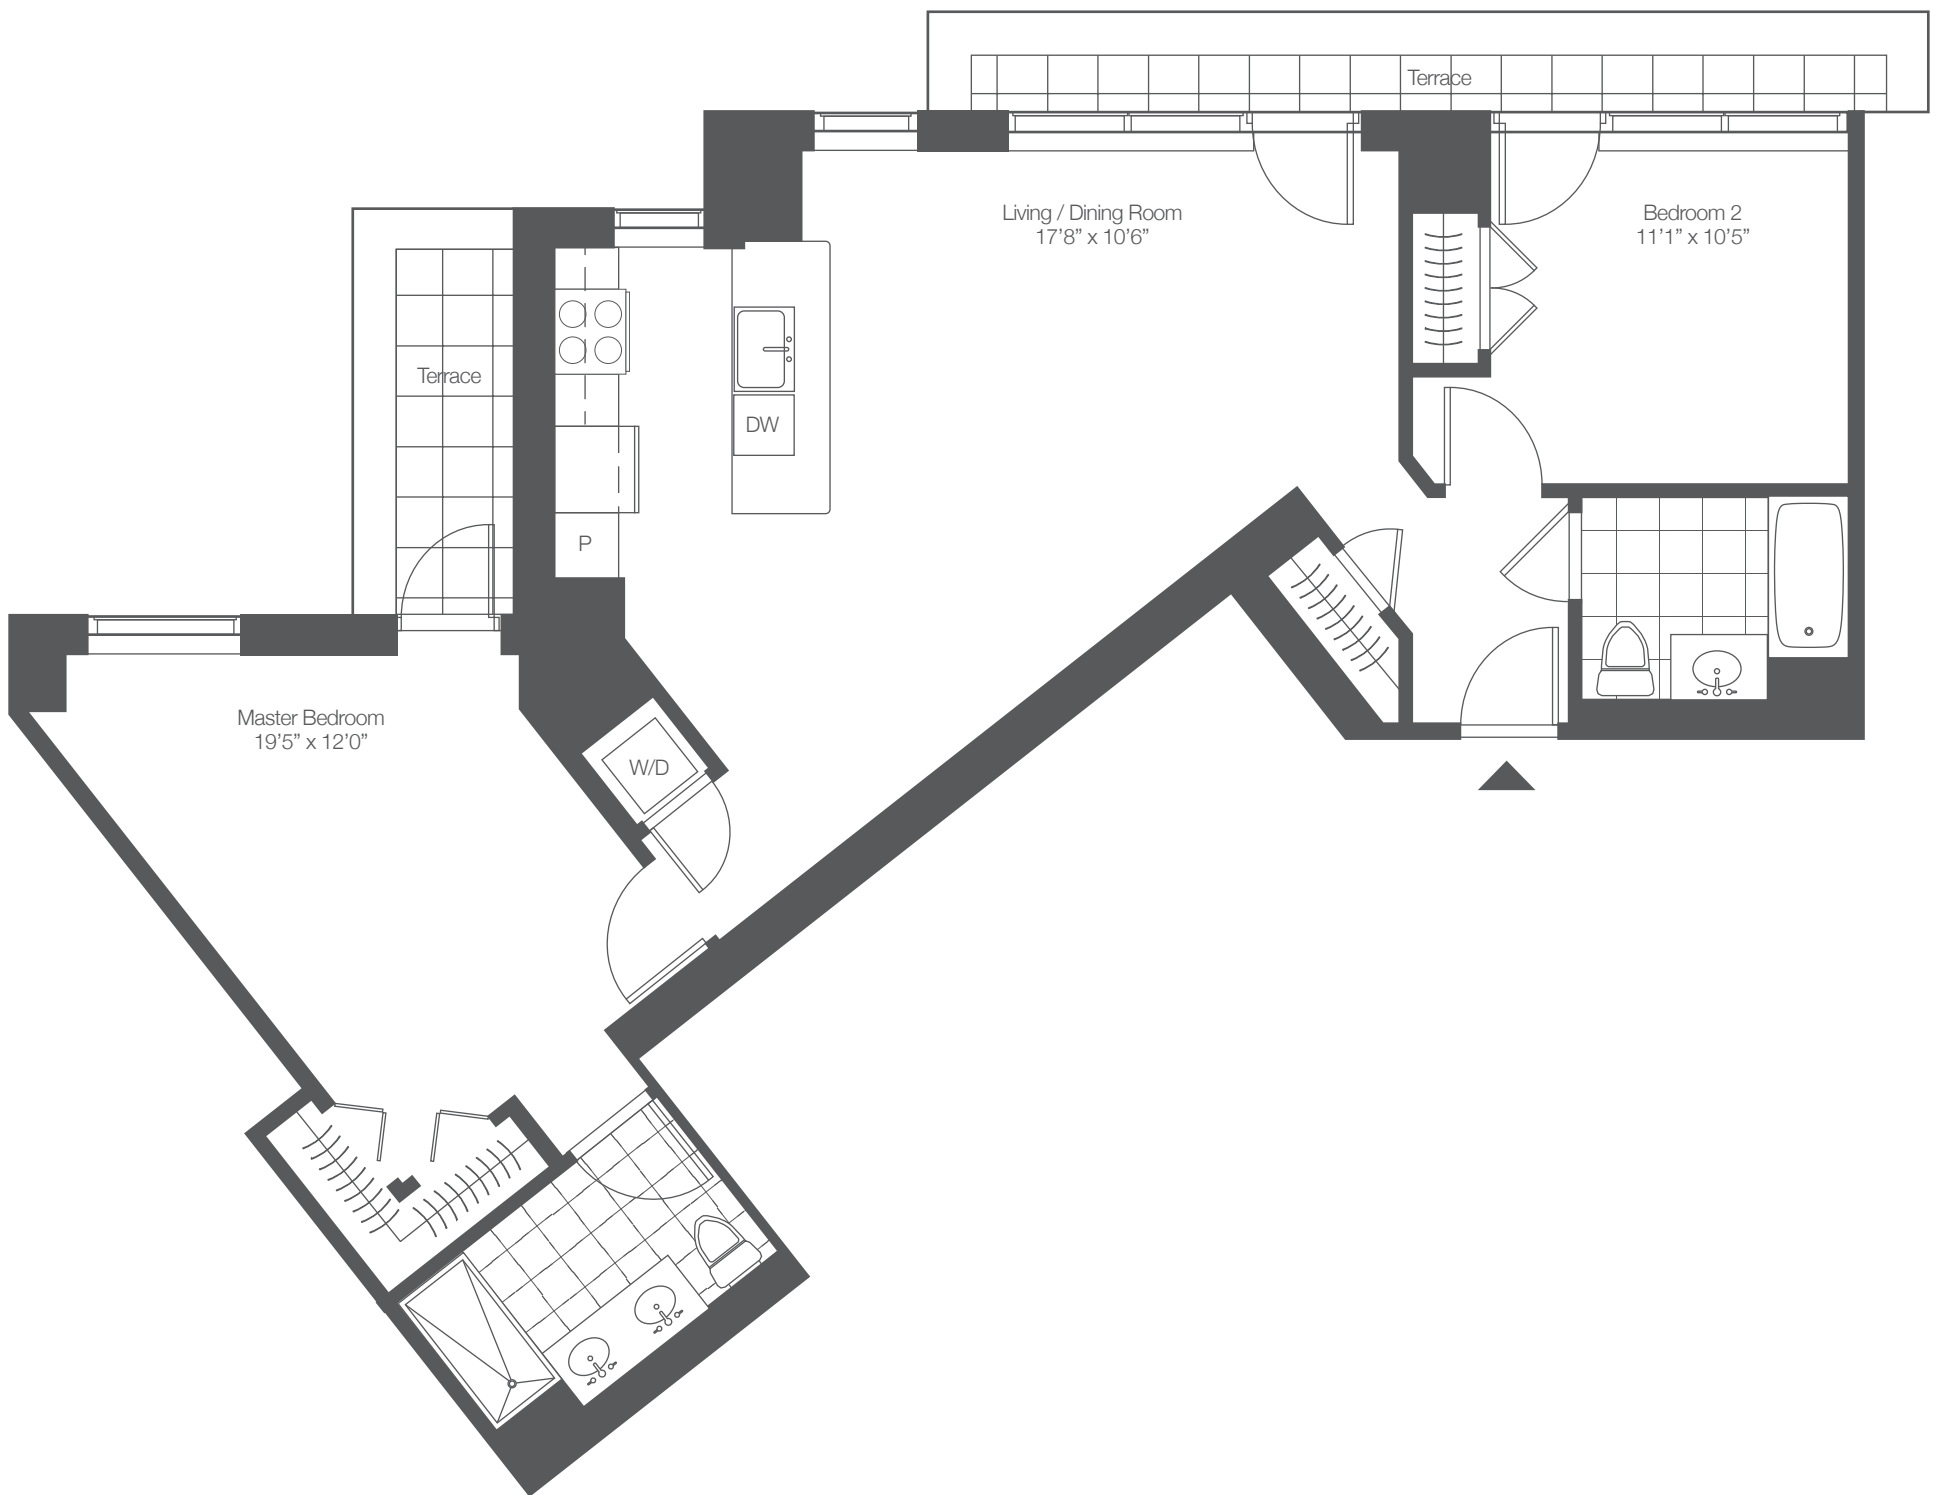 Terrace
Living / Dining Room
17’8” x 10’6”
Bedroom 2
11’1” x 10’5”
Terrace
DW
P
Master Bedroom
19’5” x 12’0”
W/D